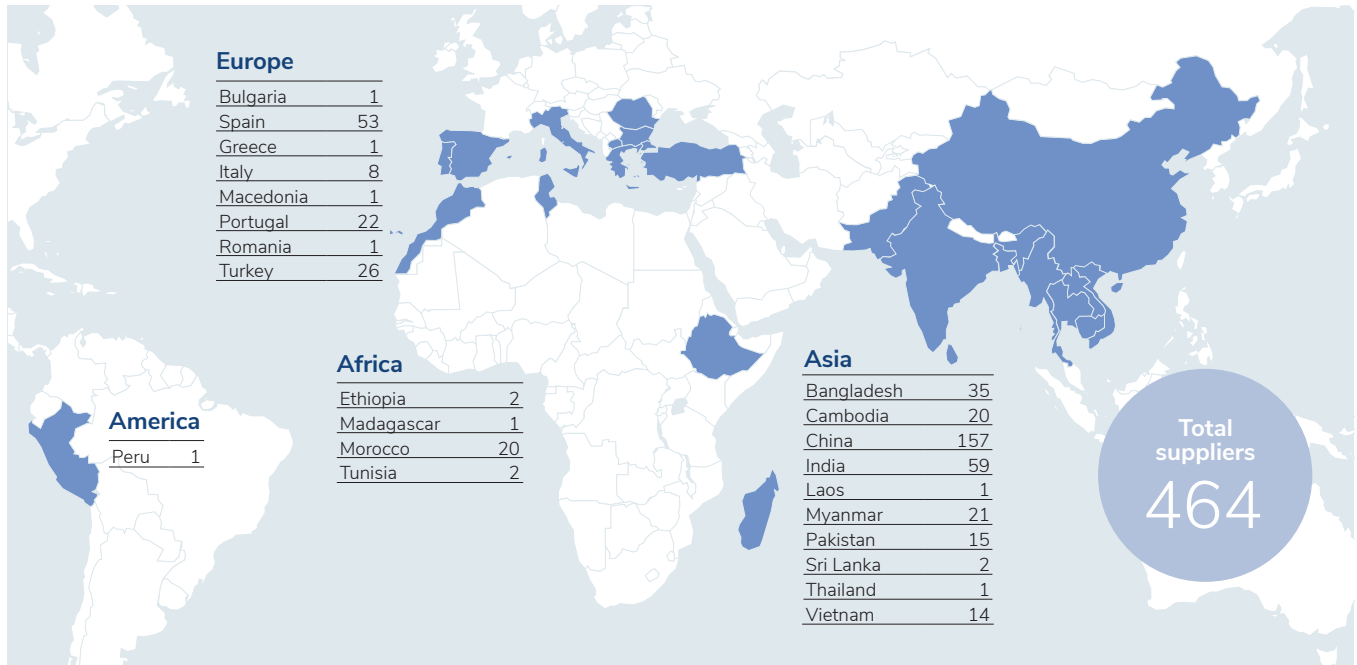 Europe
Bulgaria 1
Spain 53
Greece 1
Italy 8
Macedonia 1
Portugal 22
Romania 1
Turkey 26
Africa
Ethiopia 2
Madagascar 1
Morocco 20
Tunisia 2
America
Peru 1
Asia
Bangladesh 35
Cambodia 20
China 157
India 59
Laos 1
Myanmar 21
Pakistan 15
Sri Lanka 2
Thailand 1
Vietnam 14
Total
suppliers
464